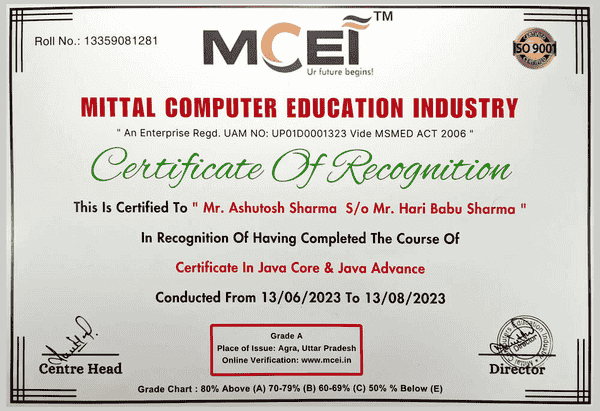 Roll No.: 13359081281
MCEI TM
Ur future begins!
ISO 9001
MITTAL COMPUTER EDUCATION INDUSTRY
" An Enterprise Regd. UAM NO: UP01D0001323 Vide MSMED ACT 2006 "
Certificate Of Recognition
This Is Certified To " Mr. Ashutosh Sharma S/o Mr. Hari Babu Sharma "
In Recognition Of Having Completed The Course Of
Certificate In Java Core & Java Advance
Conducted From 13/06/2023 To 13/08/2023
Grade A
Place of Issue: Agra, Uttar Pradesh
Online Verification: www.mcei.in
Centre Head
Director
Grade Chart : 80% Above (A) 70-79% (B) 60-69% (C) 50% % Below (E)